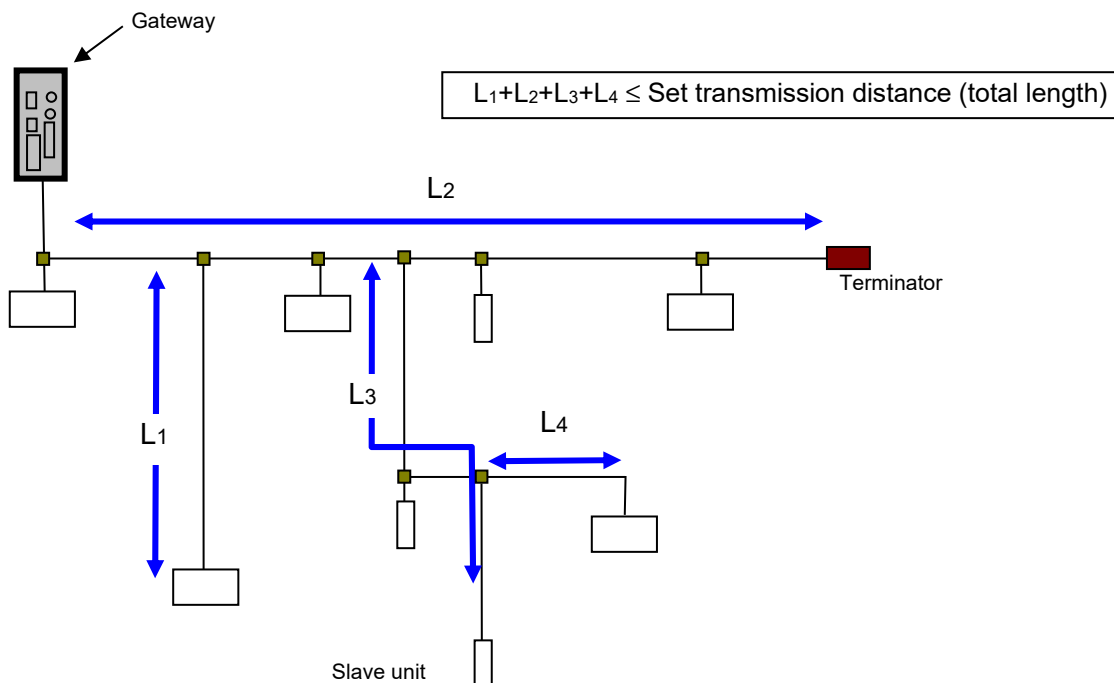 Gateway
L1+L2+L3+L4 ≤ Set transmission distance (total length)
L2
Terminator
L3
L1
L4
Slave unit